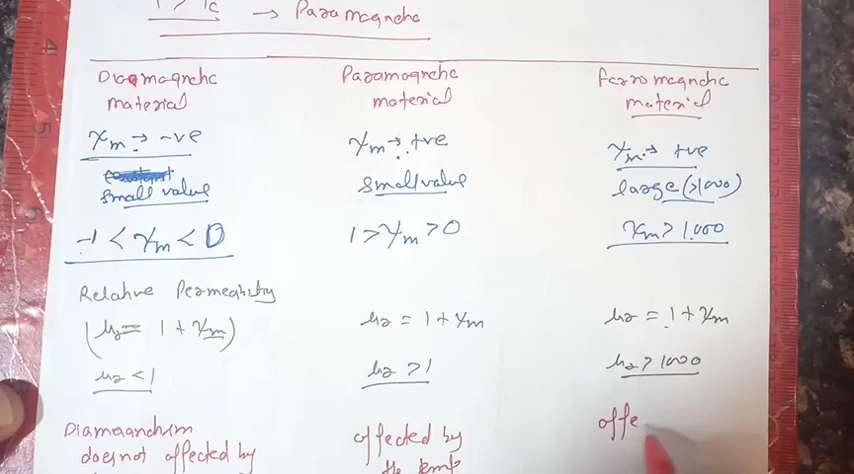 T > Tc → Paramagnetic
Diamagnetic material
Paramagnetic material
Ferromagnetic material
χm → -ve
χm → +ve
χm → +ve
small value
small value
large (>1000)
-1 < χm < 0
1 > χm > 0
χm > 1000
Relative Permeability
(μr = 1 + χm)
μr = 1 + χm
μr = 1 + χm
μr < 1
μr > 1
μr > 1000
Diamagnetism
does not affected by
affected by
the temp
affe